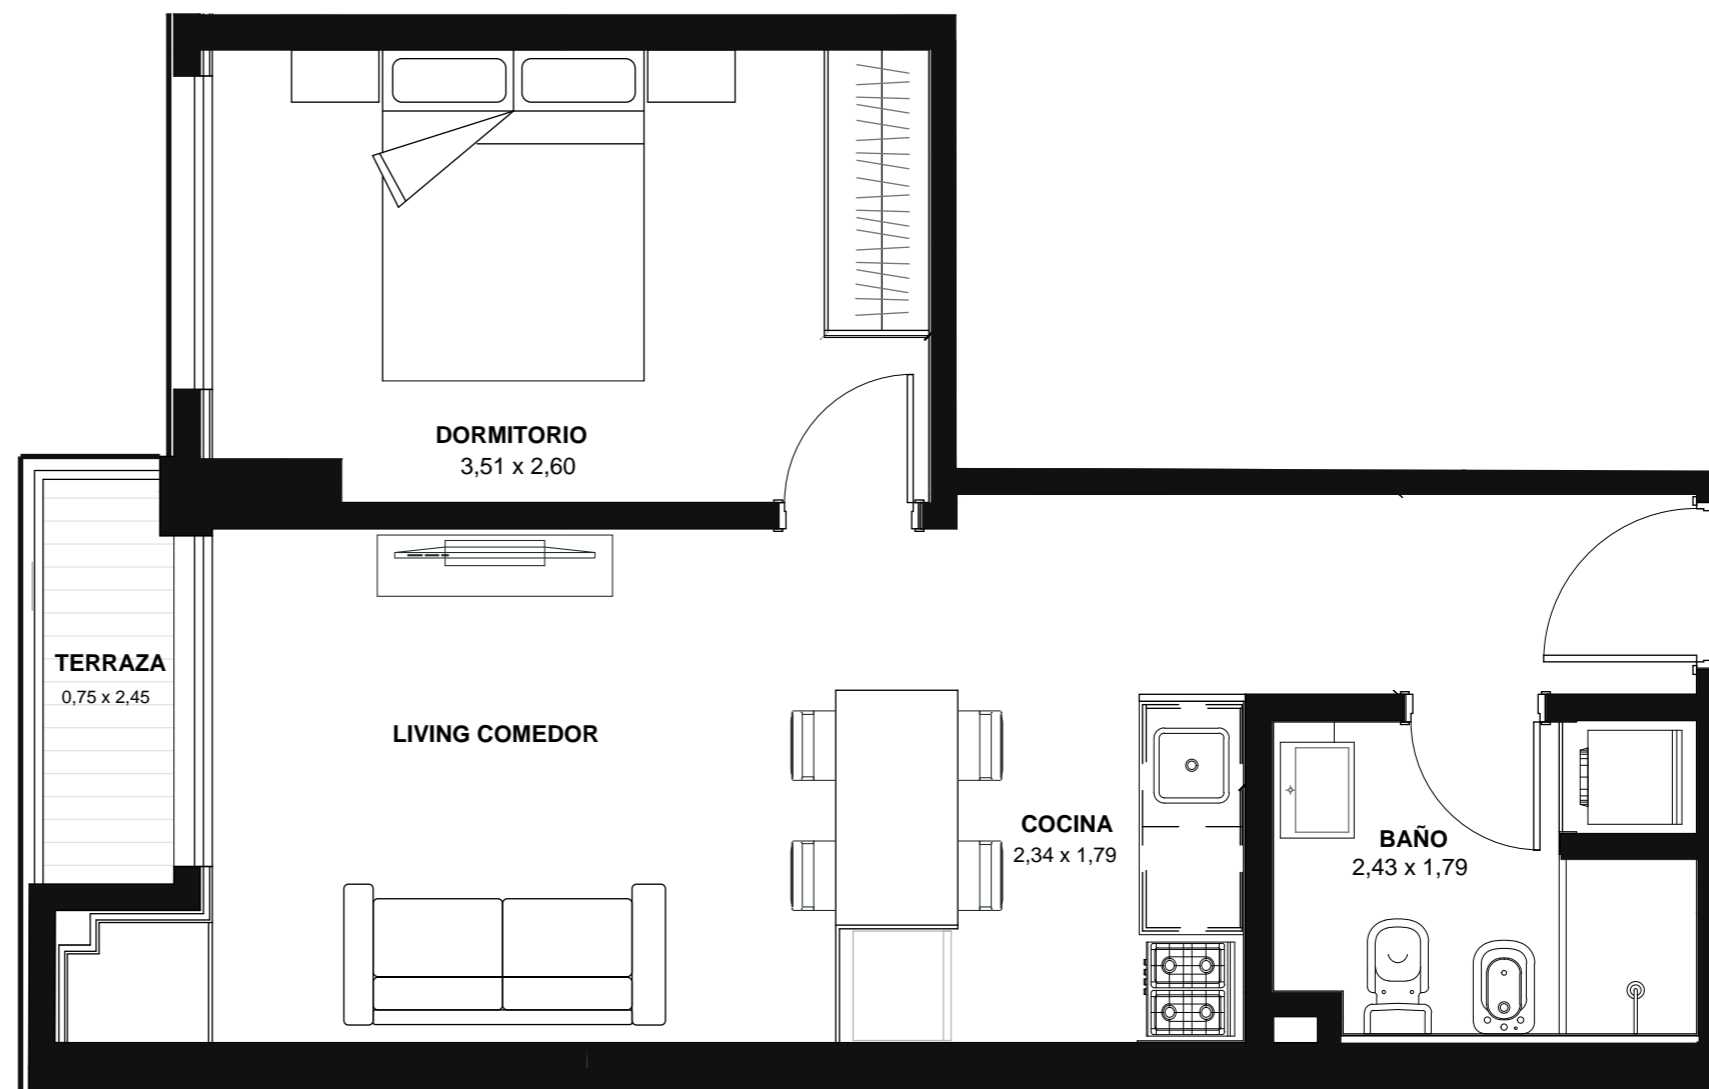 DORMITORIO
3,51 x 2,60
TERRAZA
0,75 x 2,45
LIVING COMEDOR
COCINA
2,34 x 1,79
BAÑO
2,43 x 1,79